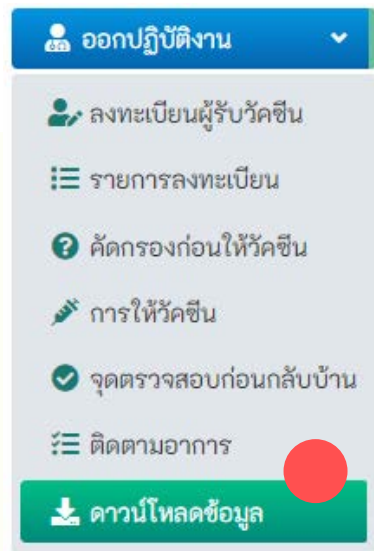 ออกปฏิบัติงาน
ลงทะเบียนผู้รับวัคซีน
รายการลงทะเบียน
คัดกรองก่อนให้วัคซีน
การให้วัคซีน
จุดตรวจสอบก่อนกลับบ้าน
ติดตามอาการ
ดาวน์โหลดข้อมูล